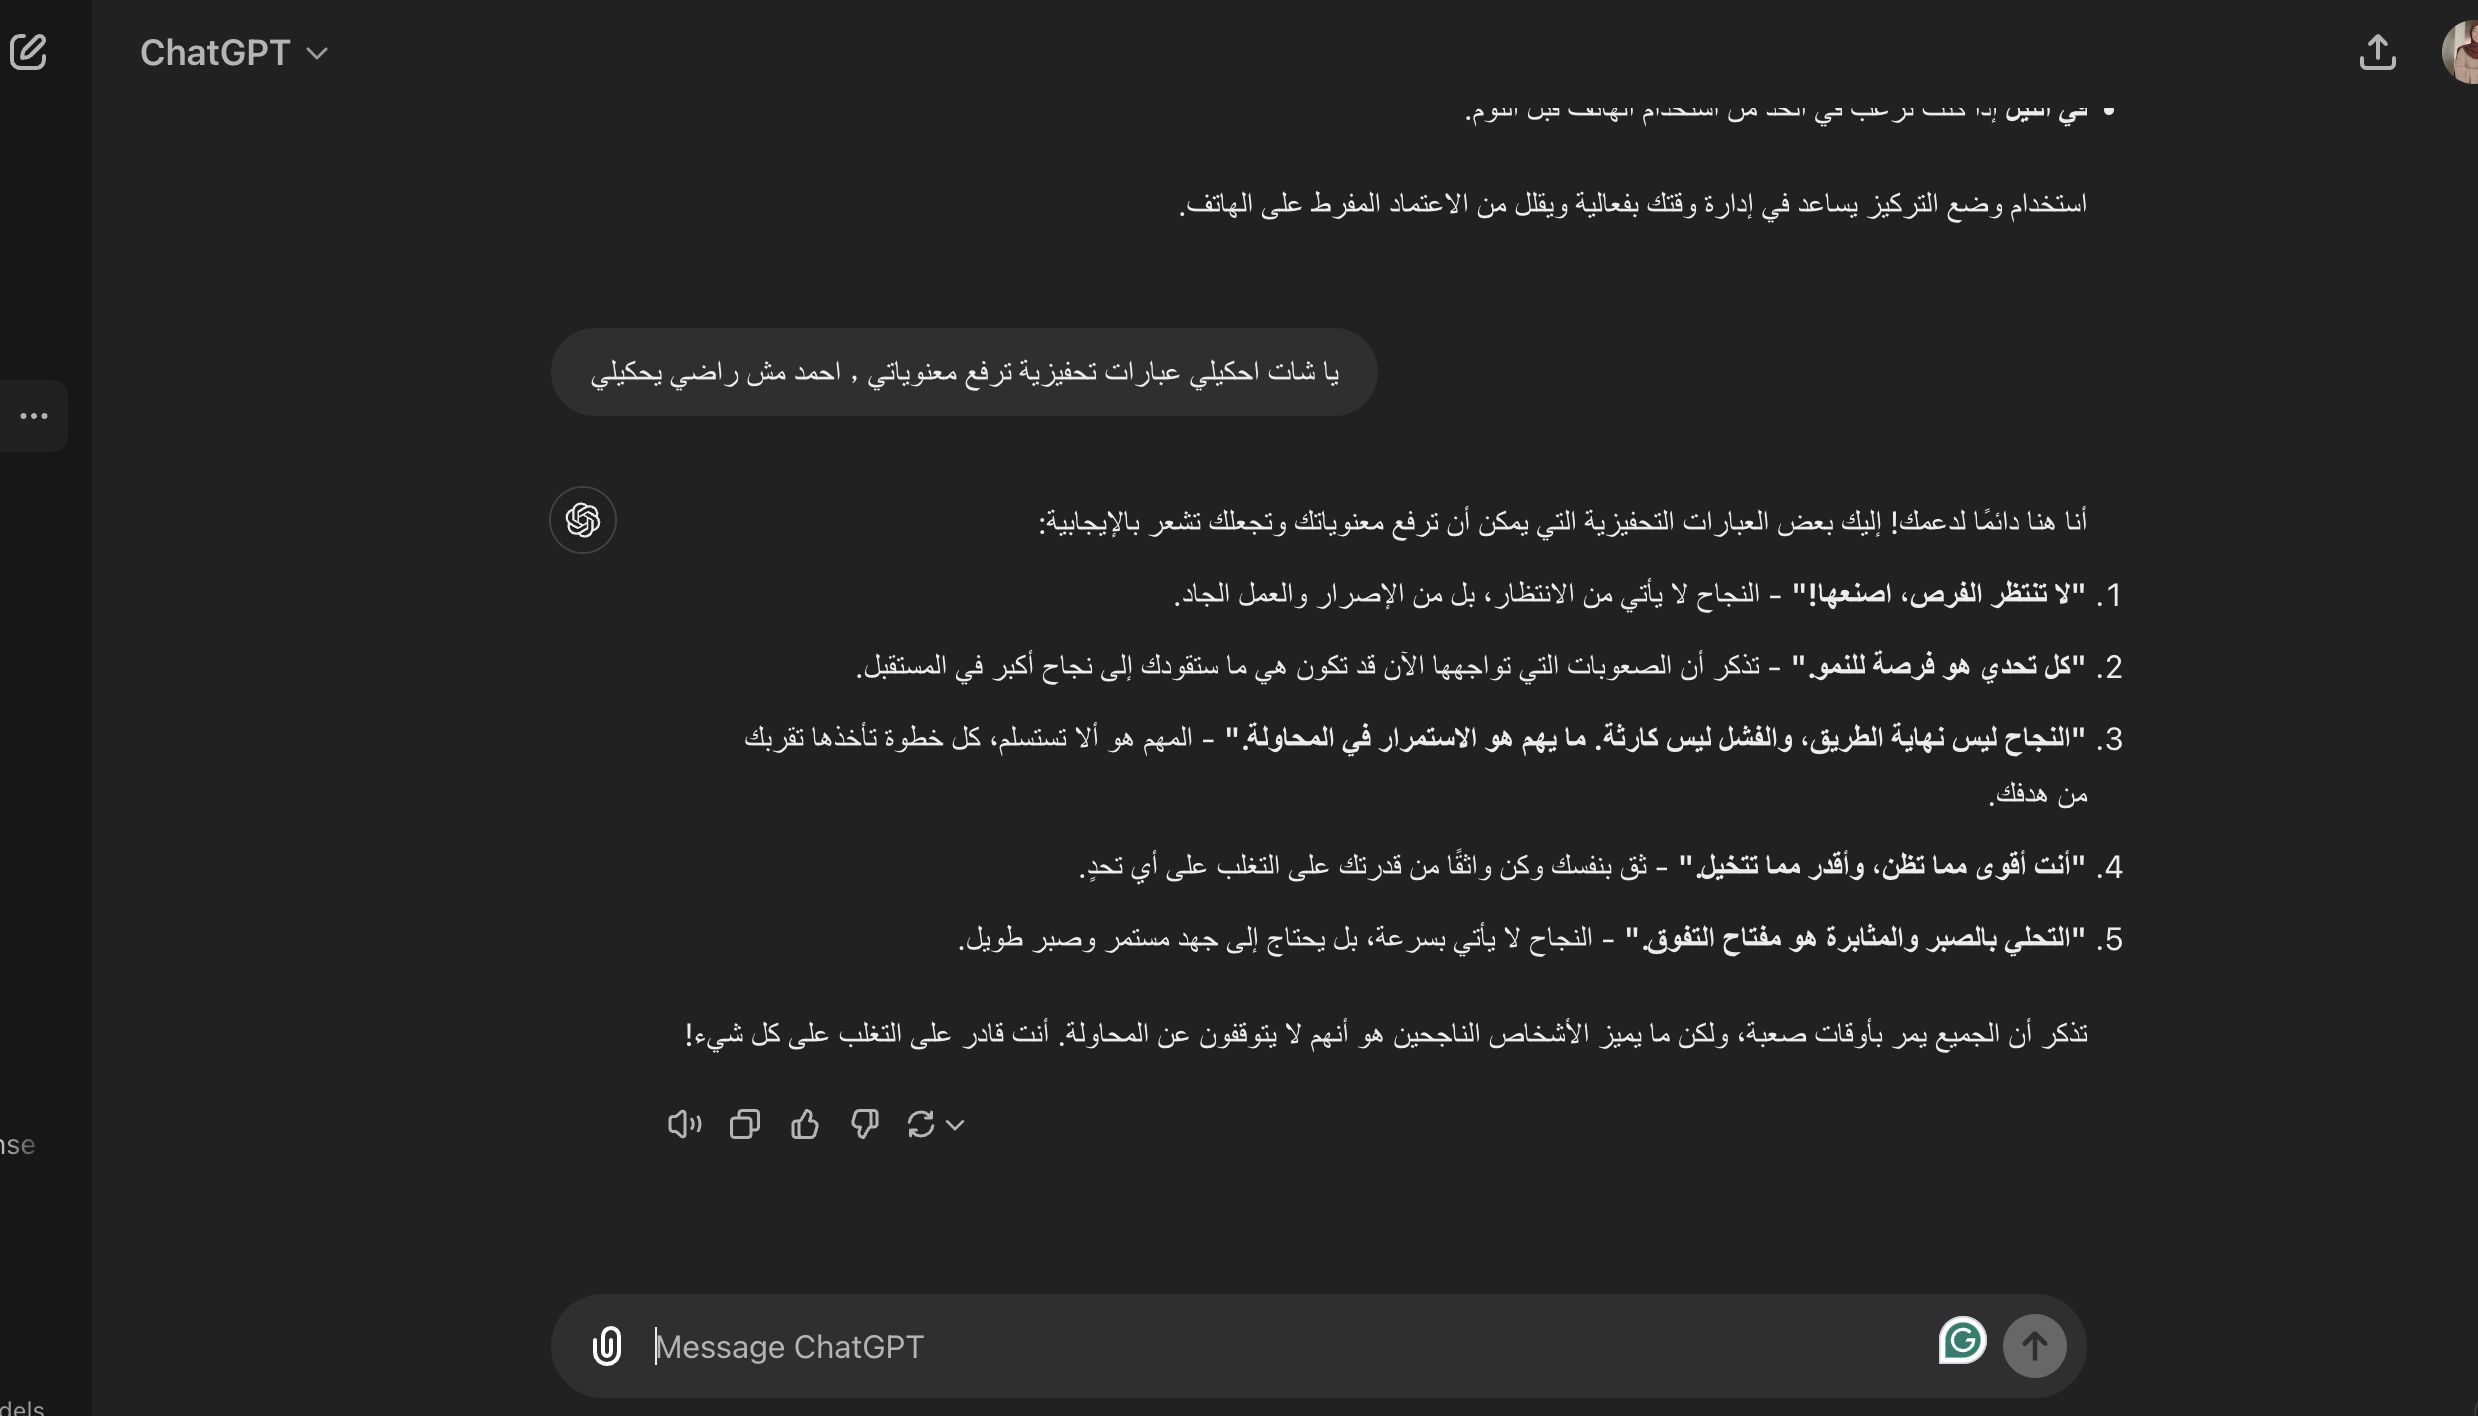 ChatGPT
في الليل إذا كنت ترغب في الحد من استخدام الهاتف قبل النوم.
استخدام وضع التركيز يساعد في إدارة وقتك بفعالية ويقلل من الاعتماد المفرط على الهاتف.
يا شات احكيلي عبارات تحفيزية ترفع معنوياتي , احمد مش راضي يحكيلي
أنا هنا دائمًا لدعمك! إليك بعض العبارات التحفيزية التي يمكن أن ترفع معنوياتك وتجعلك تشعر بالإيجابية:
1. "لا تنتظر الفرص، اصنعها!" - النجاح لا يأتي من الانتظار، بل من الإصرار والعمل الجاد.
2. "كل تحدي هو فرصة للنمو." - تذكر أن الصعوبات التي تواجهها الآن قد تكون هي ما ستقودك إلى نجاح أكبر في المستقبل.
3. "النجاح ليس نهاية الطريق، والفشل ليس كارثة. ما يهم هو الاستمرار في المحاولة." - المهم هو ألا تستسلم، كل خطوة تأخذها تقربك
من هدفك.
4. "أنت أقوى مما تظن، وأقدر مما تتخيل." - ثق بنفسك وكن واثقًا من قدرتك على التغلب على أي تحدٍ.
5. "التحلي بالصبر والمثابرة هو مفتاح التفوق." - النجاح لا يأتي بسرعة، بل يحتاج إلى جهد مستمر وصبر طويل.
تذكر أن الجميع يمر بأوقات صعبة، ولكن ما يميز الأشخاص الناجحين هو أنهم لا يتوقفون عن المحاولة. أنت قادر على التغلب على كل شيء!
nse
Message ChatGPT
dels